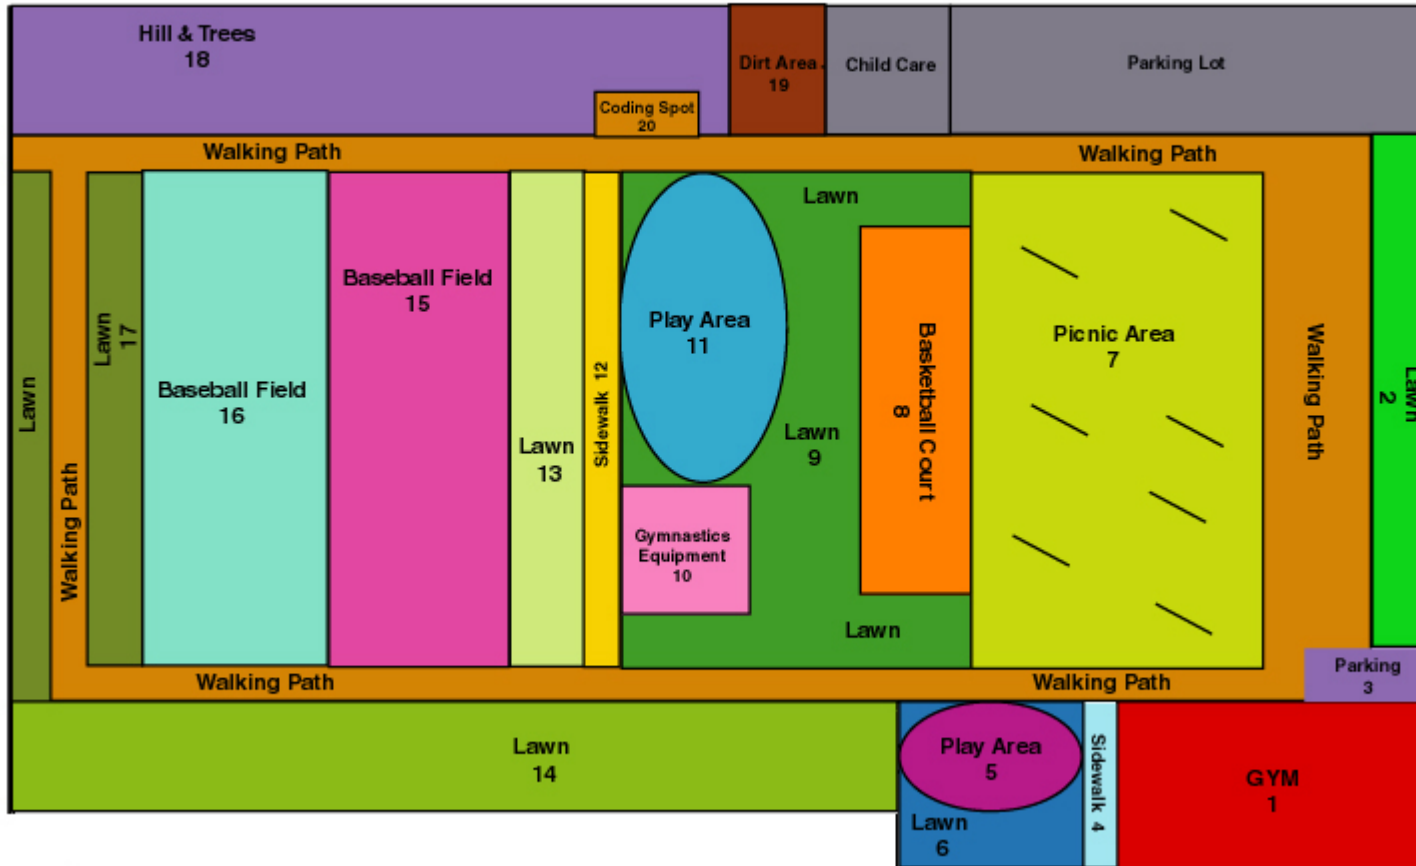 Hill & Trees
18
Dirt Area
19
Child Care
Parking Lot
Coding Spot
20
Walking Path
Walking Path
Lawn
Lawn
17
Baseball Field
16
Baseball Field
15
Lawn
13
Sidewalk 12
Play Area
11
Lawn
Lawn
9
Basketball Court
8
Picnic Area
7
Walking Path
Lawn
2
Walking Path
Gymnastics
Equipment
10
Lawn
Walking Path
Walking Path
Parking
3
Lawn
14
Play Area
5
Lawn
6
Sidewalk 4
GYM
1